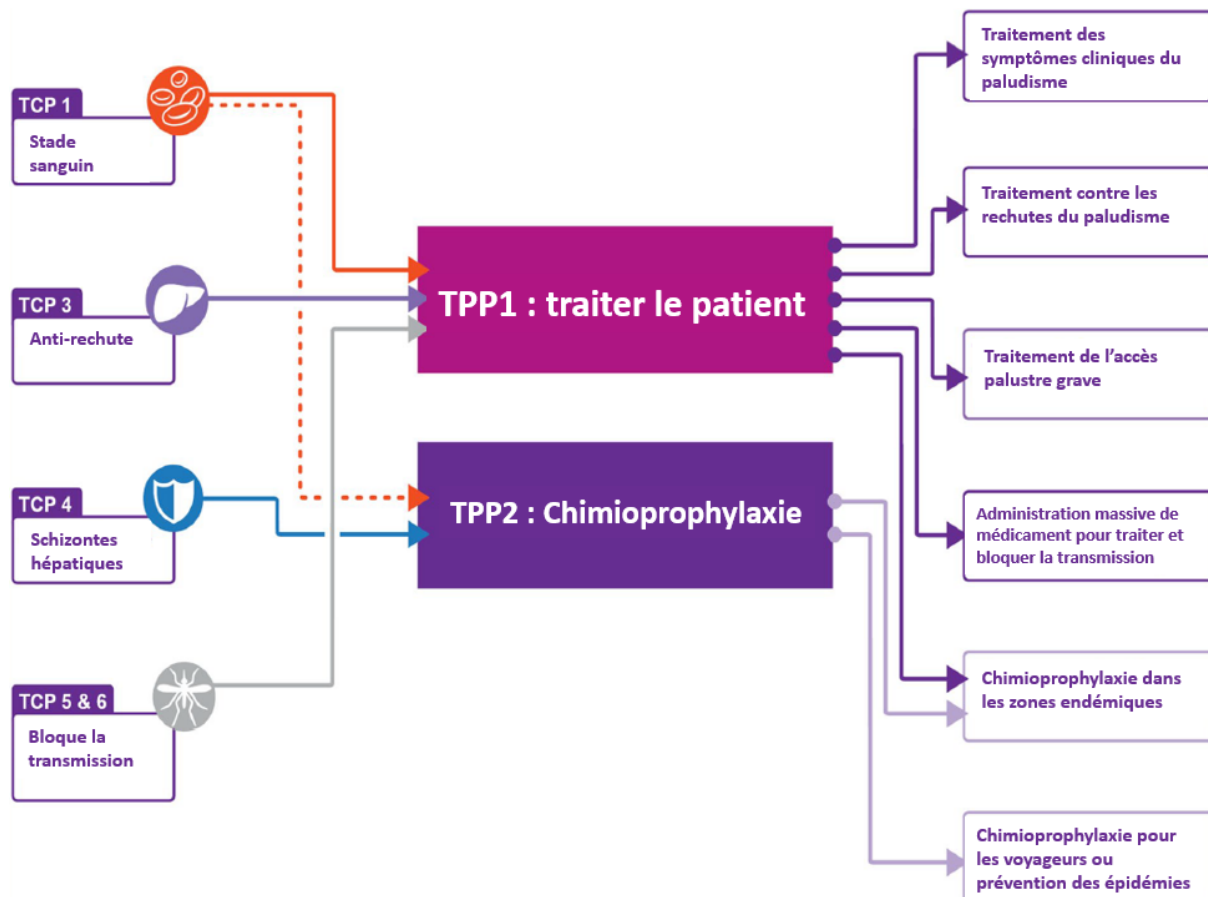 TCP 1
Stade
sanguin
TCP 3
Anti-rechute
TCP 4
Schizontes
hépatiques
TCP 5 & 6
Bloque la
transmission
TPP1 : traiter le patient
TPP2 : Chimioprophylaxie
Traitement des
symptômes cliniques du
paludisme
Traitement contre les
rechutes du paludisme
Traitement de l’accès
palustre grave
Administration massive de
médicament pour traiter et
bloquer la transmission
Chimioprophylaxie dans
les zones endémiques
Chimioprophylaxie pour
les voyageurs ou
prévention des épidémies